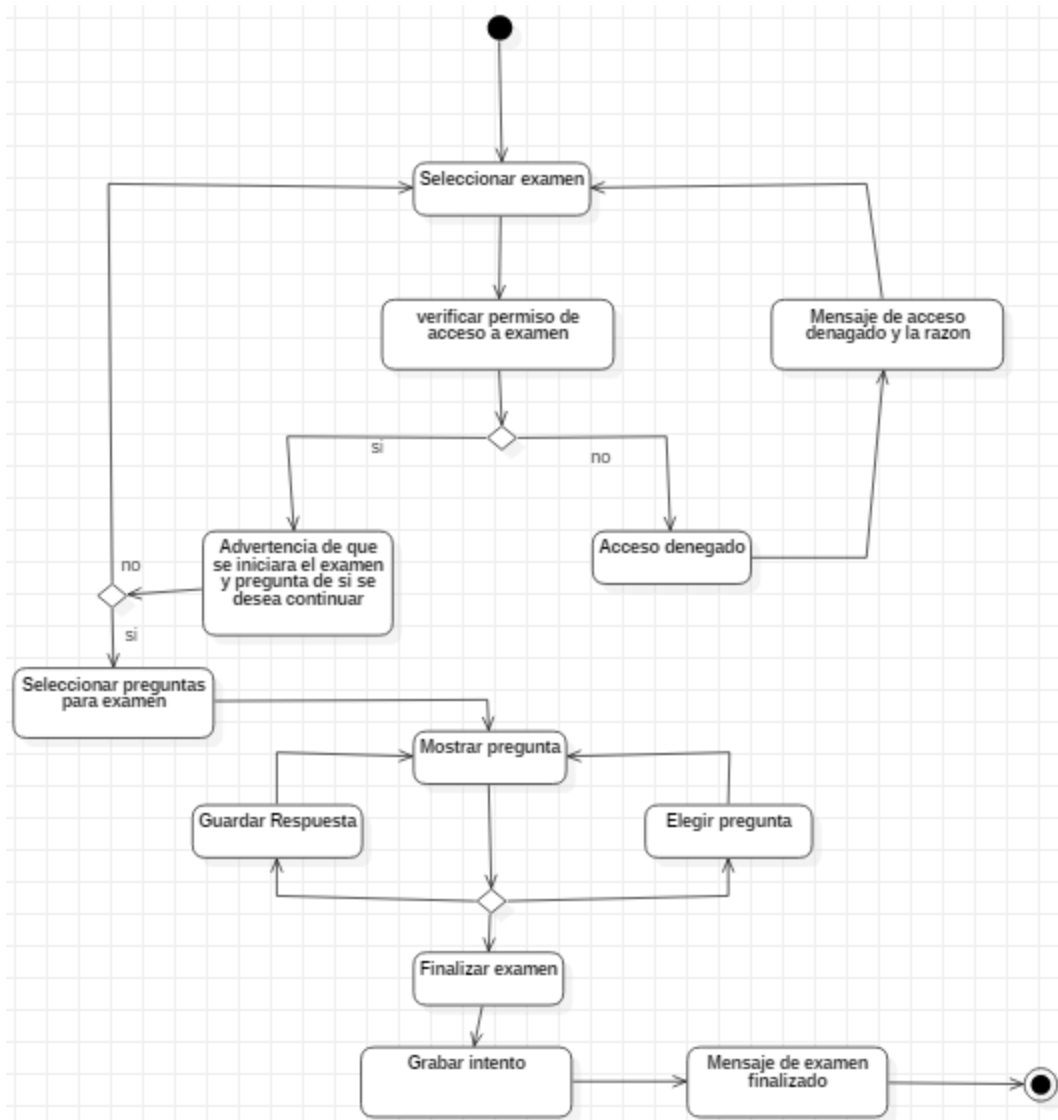 Seleccionar examen
verificar permiso de
acceso a examen
Mensaje de acceso
denagado y la razon
si
no
Advertencia de que
se iniciara el examen
y pregunta de si se
desea continuar
Acceso denegado
no
si
Seleccionar preguntas
para examen
Mostrar pregunta
Guardar Respuesta
Elegir pregunta
Finalizar examen
Grabar intento
Mensaje de examen
finalizado